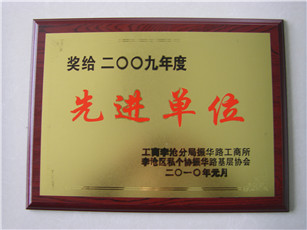 奖给 二〇〇九年度
先进单位
工商李沧分局振华路工商所
李沧区私个协振华路基层协会
二〇一〇年元月